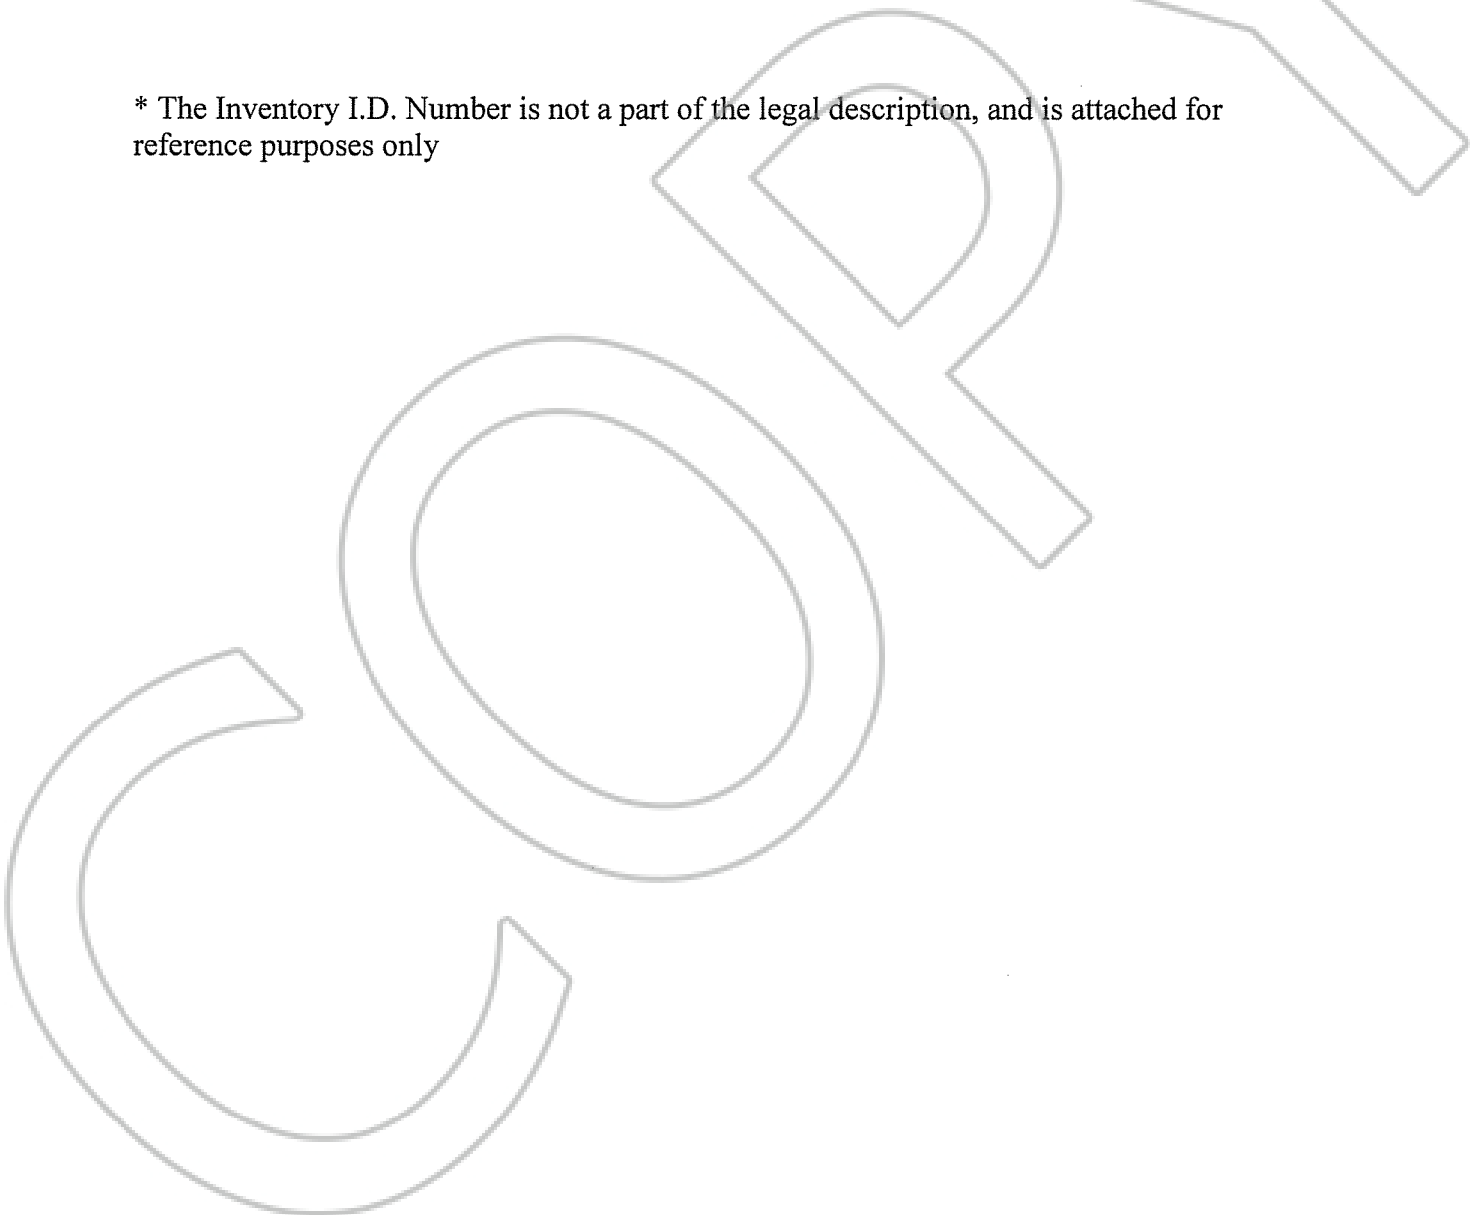 * The Inventory I.D. Number is not a part of the legal description, and is attached for
reference purposes only
COPY